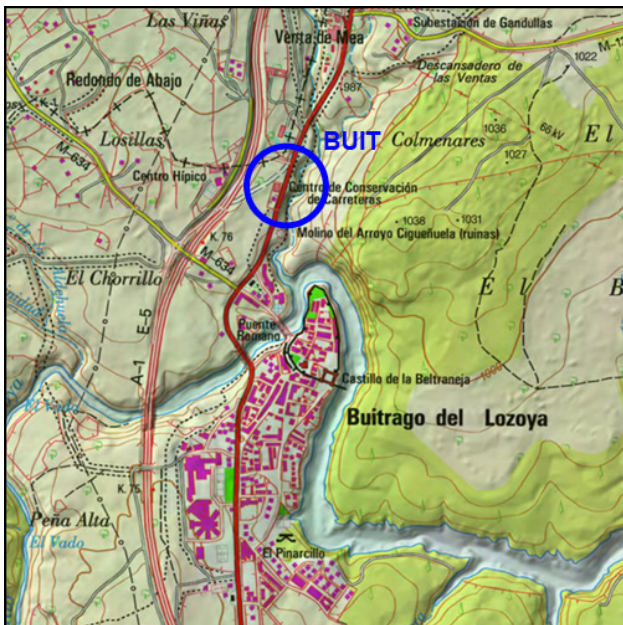 Las Viñas
Subestación de Gandullas
Venta de Mea
M-13
Descansadero de
las Ventas
1022
Redondo de Abajo
987
BUIT
1036
66 kV
Colmenares
E l
Losillas
1027
M-634
Centro Hípico
Centro de Conservación
de Carreteras
1038
1031
K. 76
Molino del Arroyo Cigueñuela (ruinas)
M-634
El Chorrillo
E l
B
E-5
Puente
Romano
A-1
Castillo de la Beltraneja
1000
El Vado
Buitrago del Lozoya
K. 75
Peña Alta
El Vado
El Pinarcillo